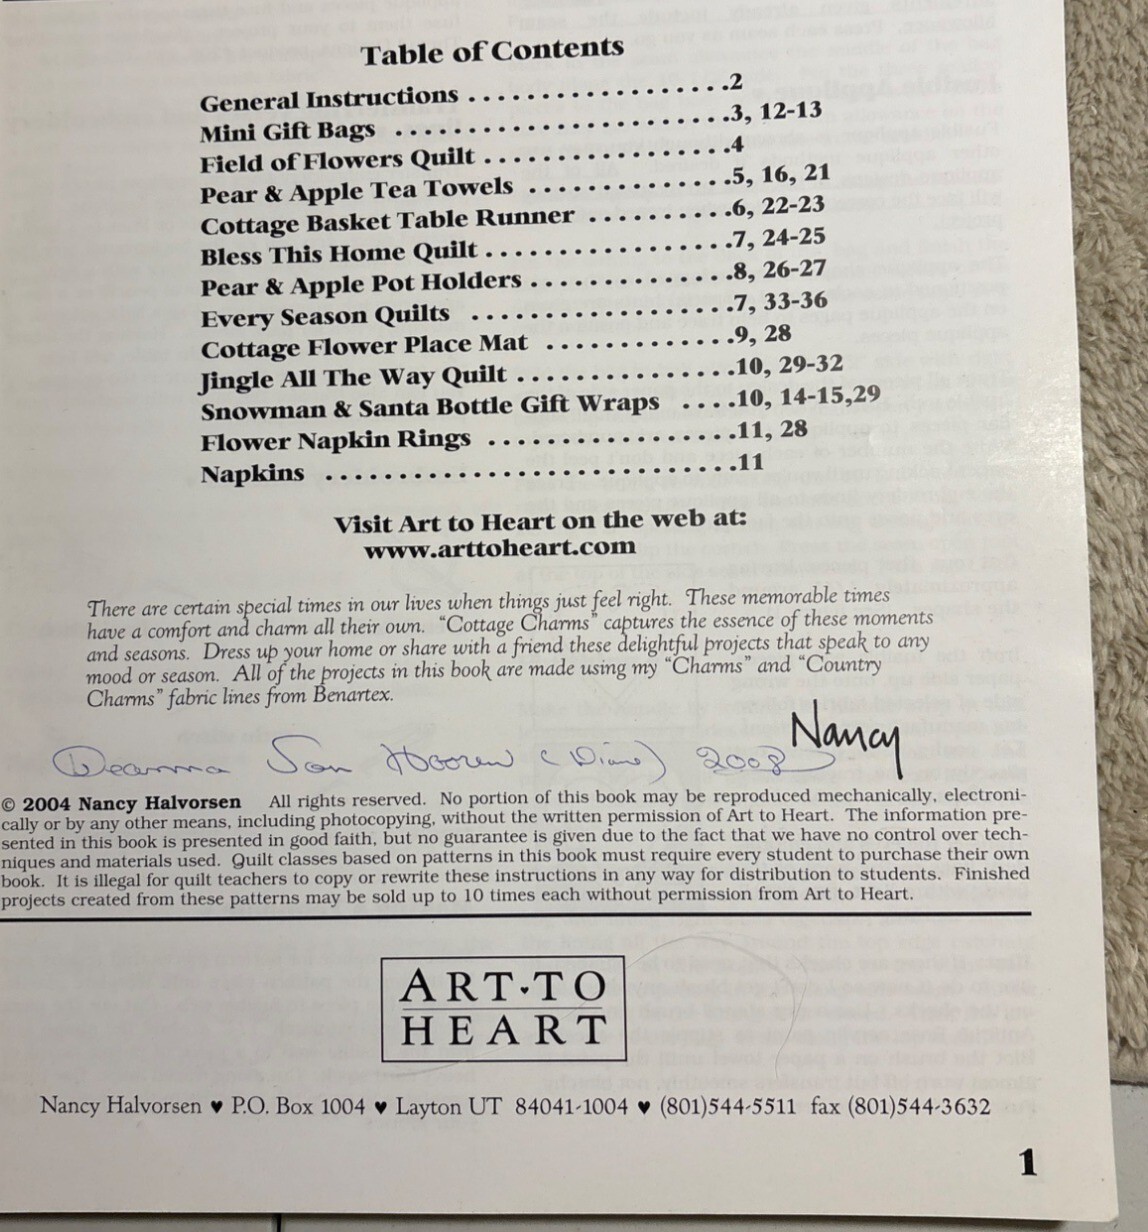 Table of Contents
General Instructions . . . . . . . . . . . . . . . . . . .2
Mini Gift Bags . . . . . . . . . . . . . . . . . . . . . . . .3, 12-13
Field of Flowers Quilt . . . . . . . . . . . . . . . . . .4
Pear & Apple Tea Towels . . . . . . . . . . . . . . .5, 16, 21
Cottage Basket Table Runner . . . . . . . . . .6, 22-23
Bless This Home Quilt . . . . . . . . . . . . . . . . . .7, 24-25
Pear & Apple Pot Holders . . . . . . . . . . . . . . .8, 26-27
Every Season Quilts . . . . . . . . . . . . . . . . . . .7, 33-36
Cottage Flower Place Mat . . . . . . . . . . . . . .9, 28
Jingle All The Way Quilt . . . . . . . . . . . . . . . .10, 29-32
Snowman & Santa Bottle Gift Wraps . . . .10, 14-15,29
Flower Napkin Rings . . . . . . . . . . . . . . . . . .11, 28
Napkins . . . . . . . . . . . . . . . . . . . . . . . . . . . . .11
Visit Art to Heart on the web at:
www.arttoheart.com
There are certain special times in our lives when things just feel right. These memorable times
have a comfort and charm all their own. "Cottage Charms" captures the essence of these moments
and seasons. Dress up your home or share with a friend these delightful projects that speak to any
mood or season. All of the projects in this book are made using my "Charms" and "Country
Charms" fabric lines from Benartex.
Nancy
Deanna 2008
© 2004 Nancy Halvorsen All rights reserved. No portion of this book may be reproduced mechanically, electroni-
cally or by any other means, including photocopying, without the written permission of Art to Heart. The information pre-
sented in this book is presented in good faith, but no guarantee is given due to the fact that we have no control over tech-
niques and materials used. Quilt classes based on patterns in this book must require every student to purchase their own
book. It is illegal for quilt teachers to copy or rewrite these instructions in any way for distribution to students. Finished
projects created from these patterns may be sold up to 10 times each without permission from Art to Heart.
ART·TO
HEART
Nancy Halvorsen ♥ P.O. Box 1004 ♥ Layton UT 84041-1004 ♥ (801)544-5511 fax (801)544-3632
1